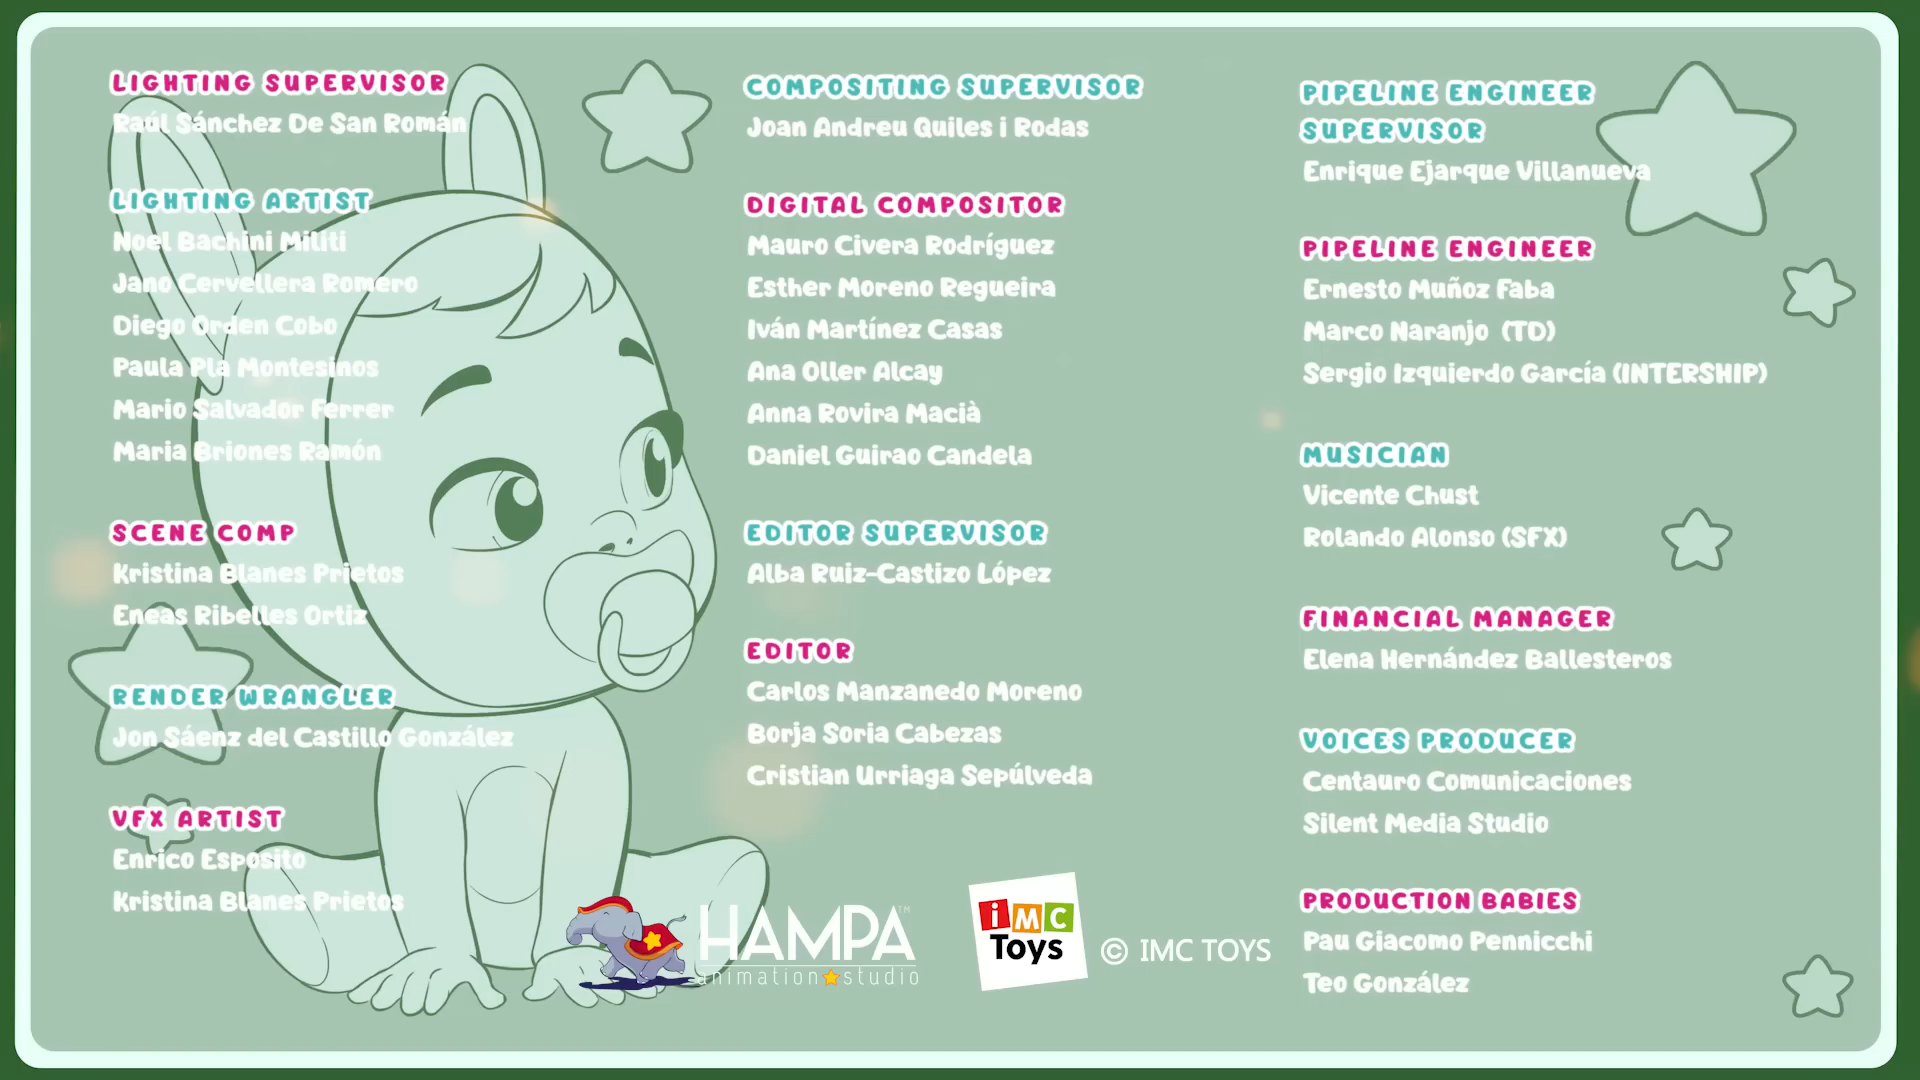 LIGHTING SUPERVISOR
Raúl Sánchez De San Román
LIGHTING ARTIST
Noel Bachini Militi
Jano Cervellera Romero
Diego Orden Cobo
Paula Pla Montesinos
Mario Salvador Ferrer
Maria Briones Ramón
SCENE COMP
Kristina Blanes Prietos
Eneas Ribelles Ortiz
RENDER WRANGLER
Jon Sáenz del Castillo González
VFX ARTIST
Enrico Esposito
Kristina Blanes Prietos
COMPOSITING SUPERVISOR
Joan Andreu Quiles i Rodas
DIGITAL COMPOSITOR
Mauro Civera Rodríguez
Esther Moreno Regueira
Iván Martínez Casas
Ana Oller Alcay
Anna Rovira Macià
Daniel Guirao Candela
EDITOR SUPERVISOR
Alba Ruiz-Castizo López
EDITOR
Carlos Manzanedo Moreno
Borja Soria Cabezas
Cristian Urriaga Sepúlveda
HAMPA™
animation studio
iMC
Toys
© IMC TOYS
PIPELINE ENGINEER
SUPERVISOR
Enrique Ejarque Villanueva
PIPELINE ENGINEER
Ernesto Muñoz Faba
Marco Naranjo (TD)
Sergio Izquierdo García (INTERSHIP)
MUSICIAN
Vicente Chust
Rolando Alonso (SFX)
FINANCIAL MANAGER
Elena Hernández Ballesteros
VOICES PRODUCER
Centauro Comunicaciones
Silent Media Studio
PRODUCTION BABIES
Pau Giacomo Pennicchi
Teo González